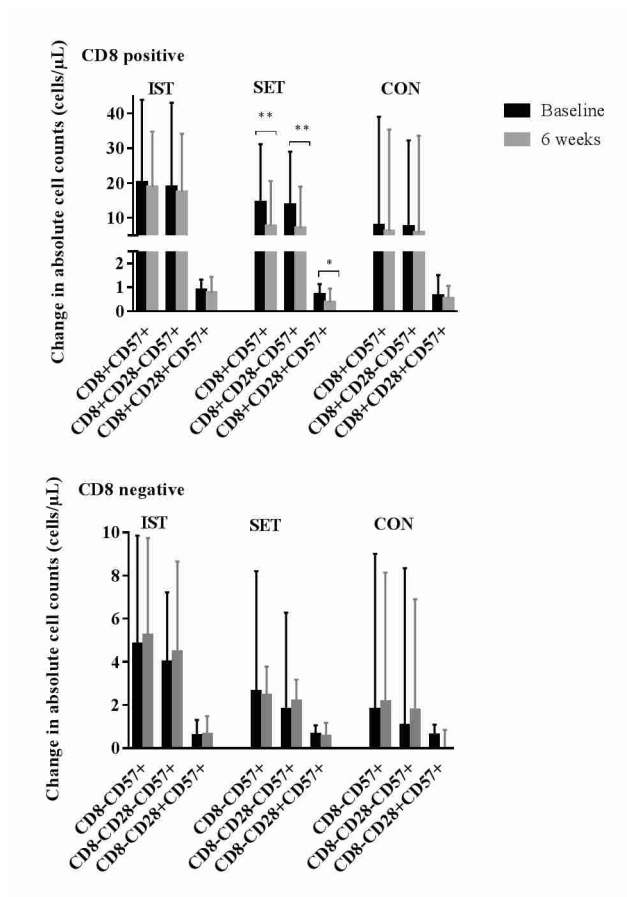 CD8 positive
IST
SET
CON
Baseline
6 weeks
Change in absolute cell counts (cells/µL)
40
30
20
10
2
1
0
**
**
*
CD8+CD57+
CD8+CD28-CD57+
CD8+CD28+CD57+
CD8+CD57+
CD8+CD28-CD57+
CD8+CD28+CD57+
CD8+CD57+
CD8+CD28-CD57+
CD8+CD28+CD57+
CD8 negative
IST
SET
CON
Change in absolute cell counts (cells/µL)
10
8
6
4
2
0
CD8-CD57+
CD8-CD28-CD57+
CD8-CD28+CD57+
CD8-CD57+
CD8-CD28-CD57+
CD8-CD28+CD57+
CD8-CD57+
CD8-CD28-CD57+
CD8-CD28+CD57+